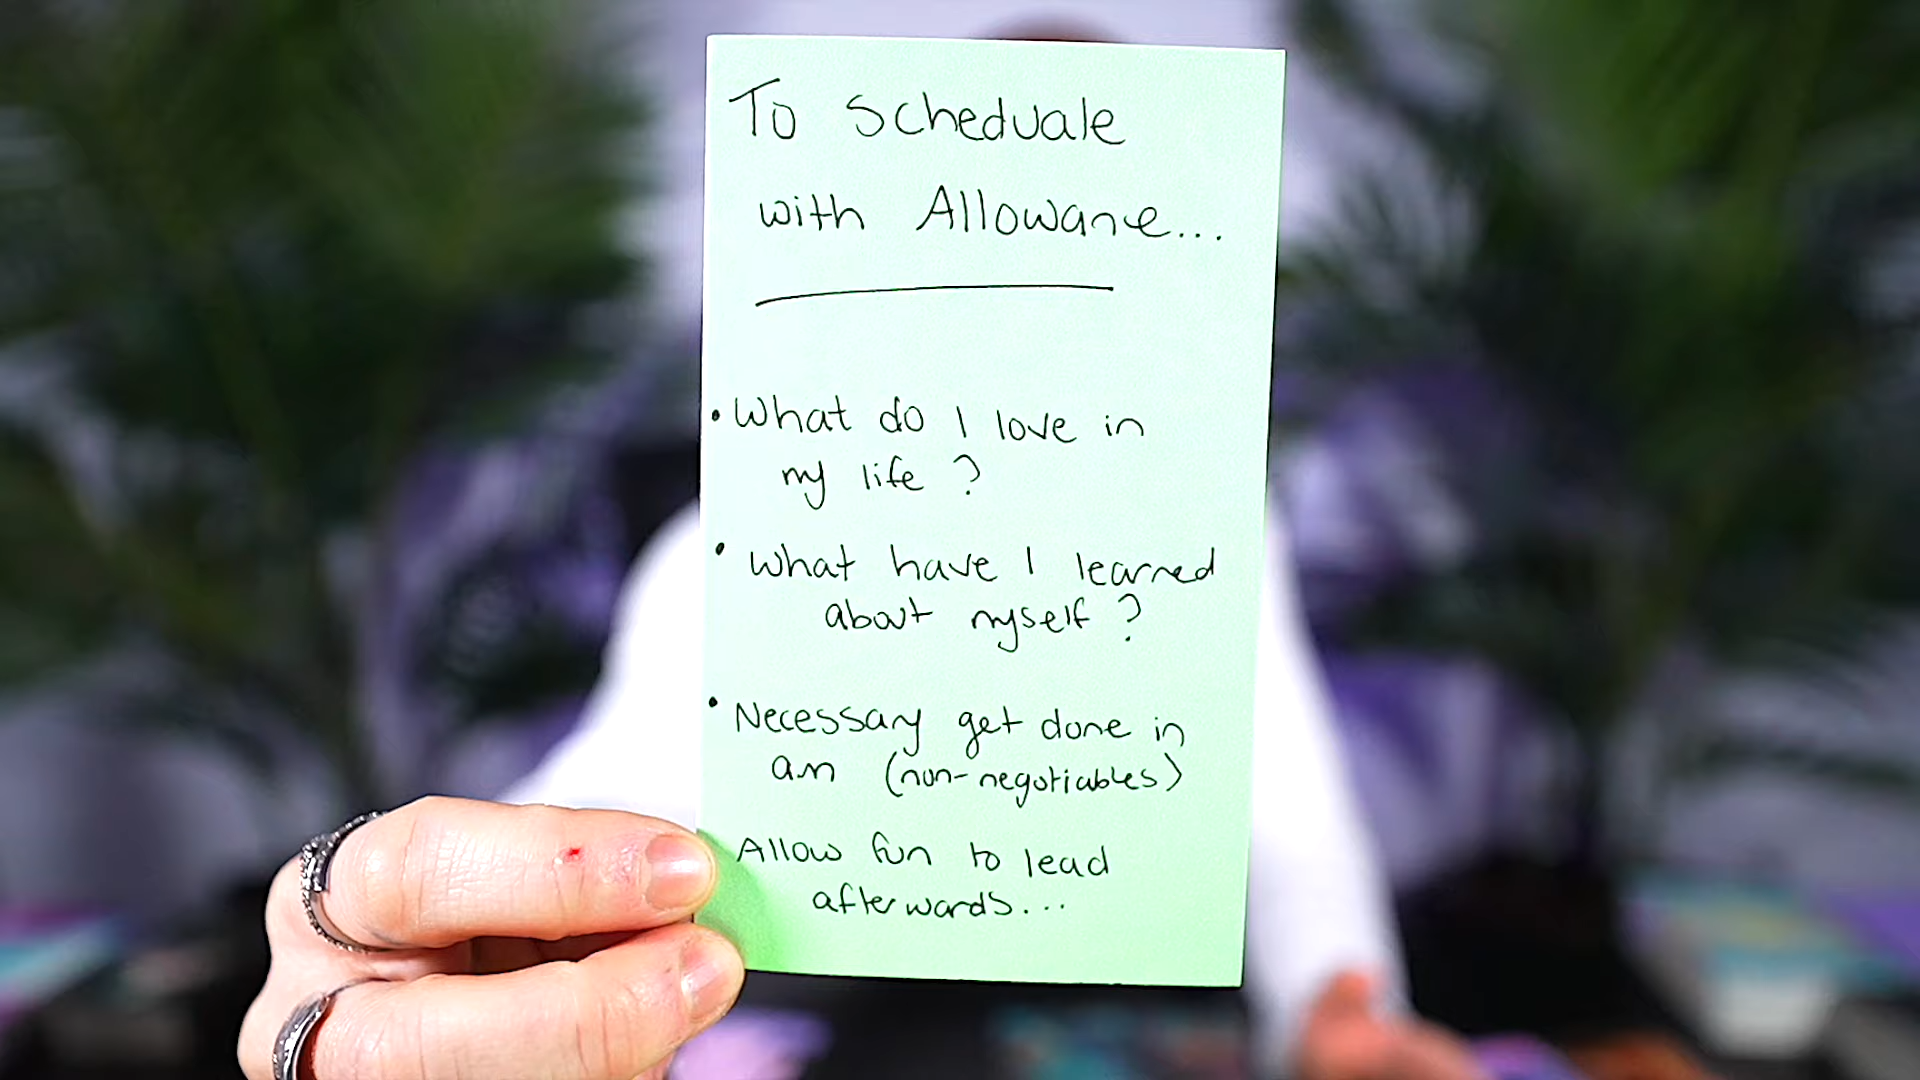 To Scheduale
with Allowane...
• What do I love in
my life ?
• What have I learned
about myself ?
• Necessary get done in
am (non-negotiables)
Allow fun to lead
afterwards...